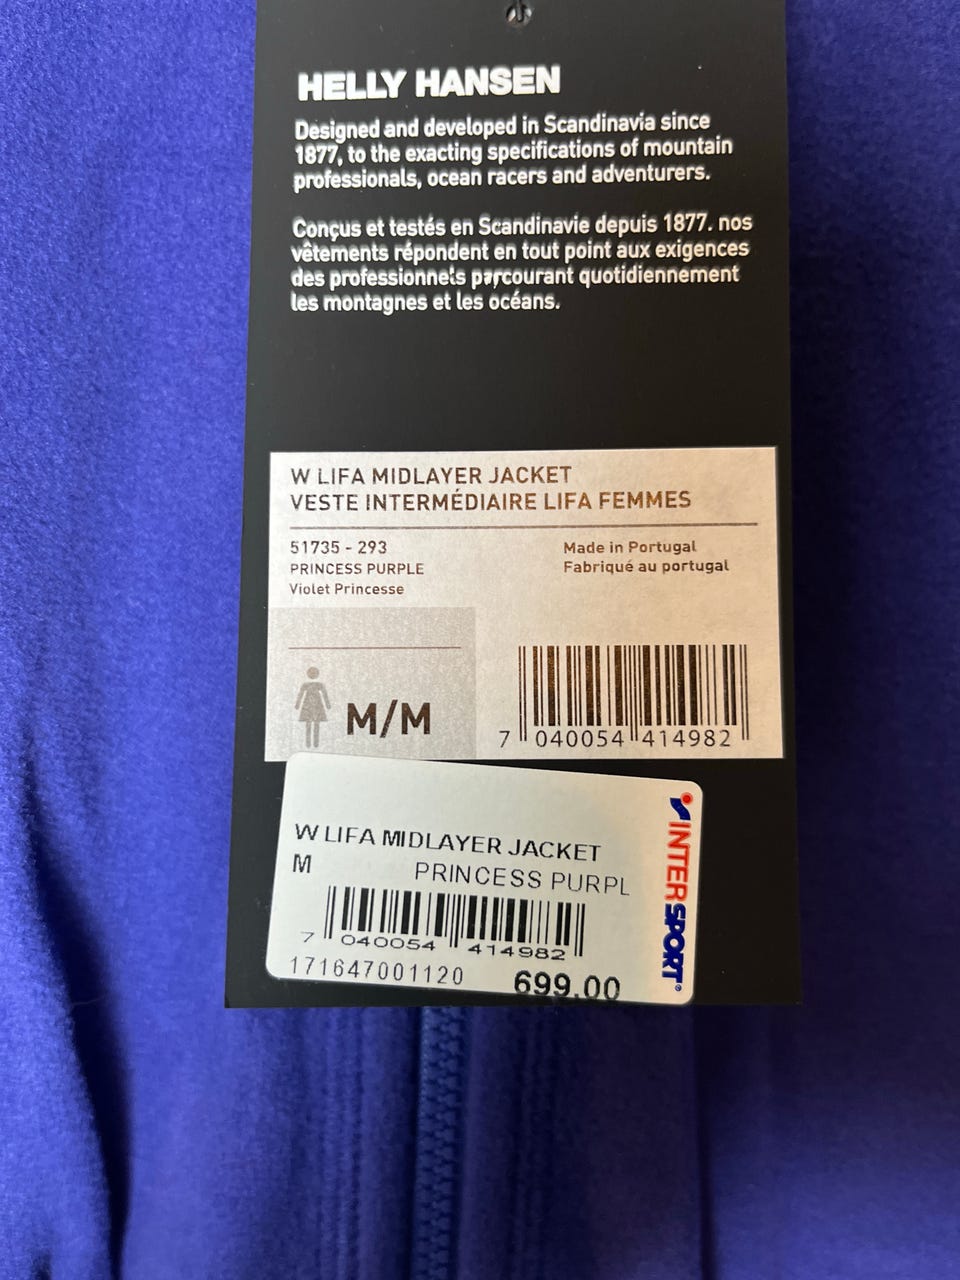 HELLY HANSEN
Designed and developed in Scandinavia since
1877, to the exacting specifications of mountain
professionals, ocean racers and adventurers.
Conçus et testés en Scandinavie depuis 1877. nos
vêtements répondent en tout point aux exigences
des professionnels parcourant quotidiennement
les montagnes et les océans.
W LIFA MIDLAYER JACKET
VESTE INTERMÉDIAIRE LIFA FEMMES
51735 - 293
PRINCESS PURPLE
Violet Princesse
Made in Portugal
Fabriqué au portugal
M/M
7 040054 414982
W LIFA MIDLAYER JACKET
M PRINCESS PURPL
7 040054 414982
171647001120 699.00
INTERSPORT®